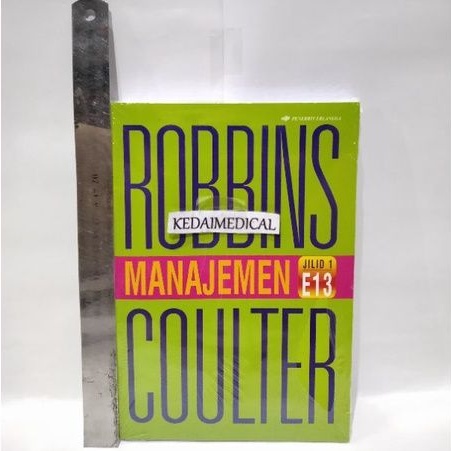 PENERBIT ERLANGGA
ROBBINS
KEDAIMEDICAL
MANAJEMEN
JILID 1
E13
COULTER